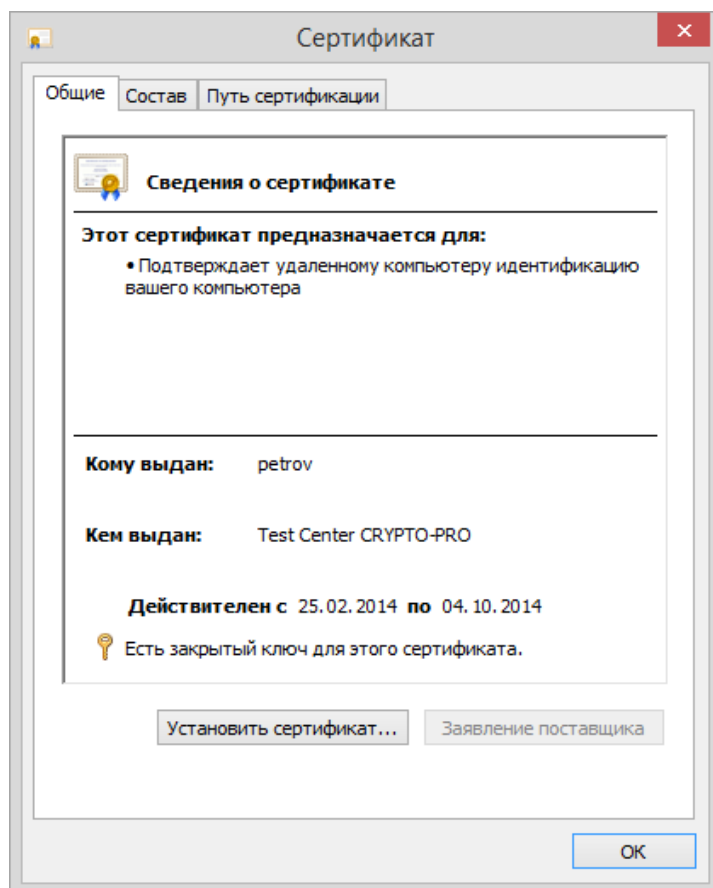 Сертификат
Общие Состав Путь сертификации
Сведения о сертификате
Этот сертификат предназначается для:
• Подтверждает удаленному компьютеру идентификацию
вашего компьютера
Кому выдан: petrov
Кем выдан: Test Center CRYPTO-PRO
Действителен с 25.02.2014 по 04.10.2014
Есть закрытый ключ для этого сертификата.
Установить сертификат... Заявление поставщика
ОК